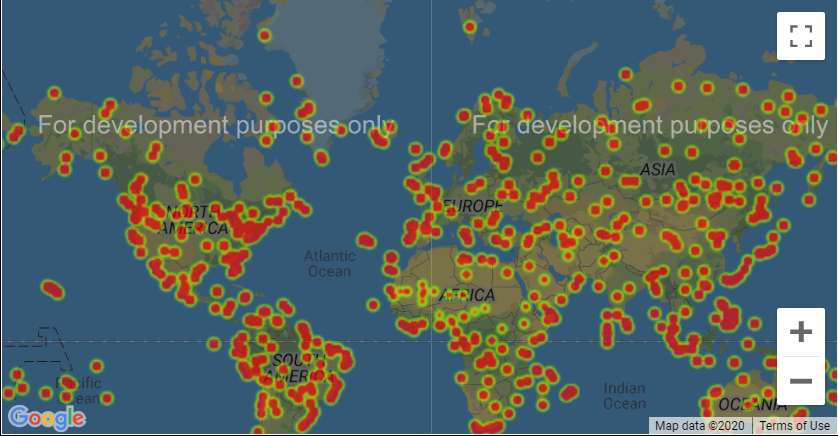 For development purposes only
For development purposes only
ASIA
EUROPE
NORTH
AMERICA
Atlantic
Ocean
AFRICA
SOUTH
AMERICA
Pacific
Ocean
Indian
Ocean
OCEANIA
Google
Map data ©2020
Terms of Use